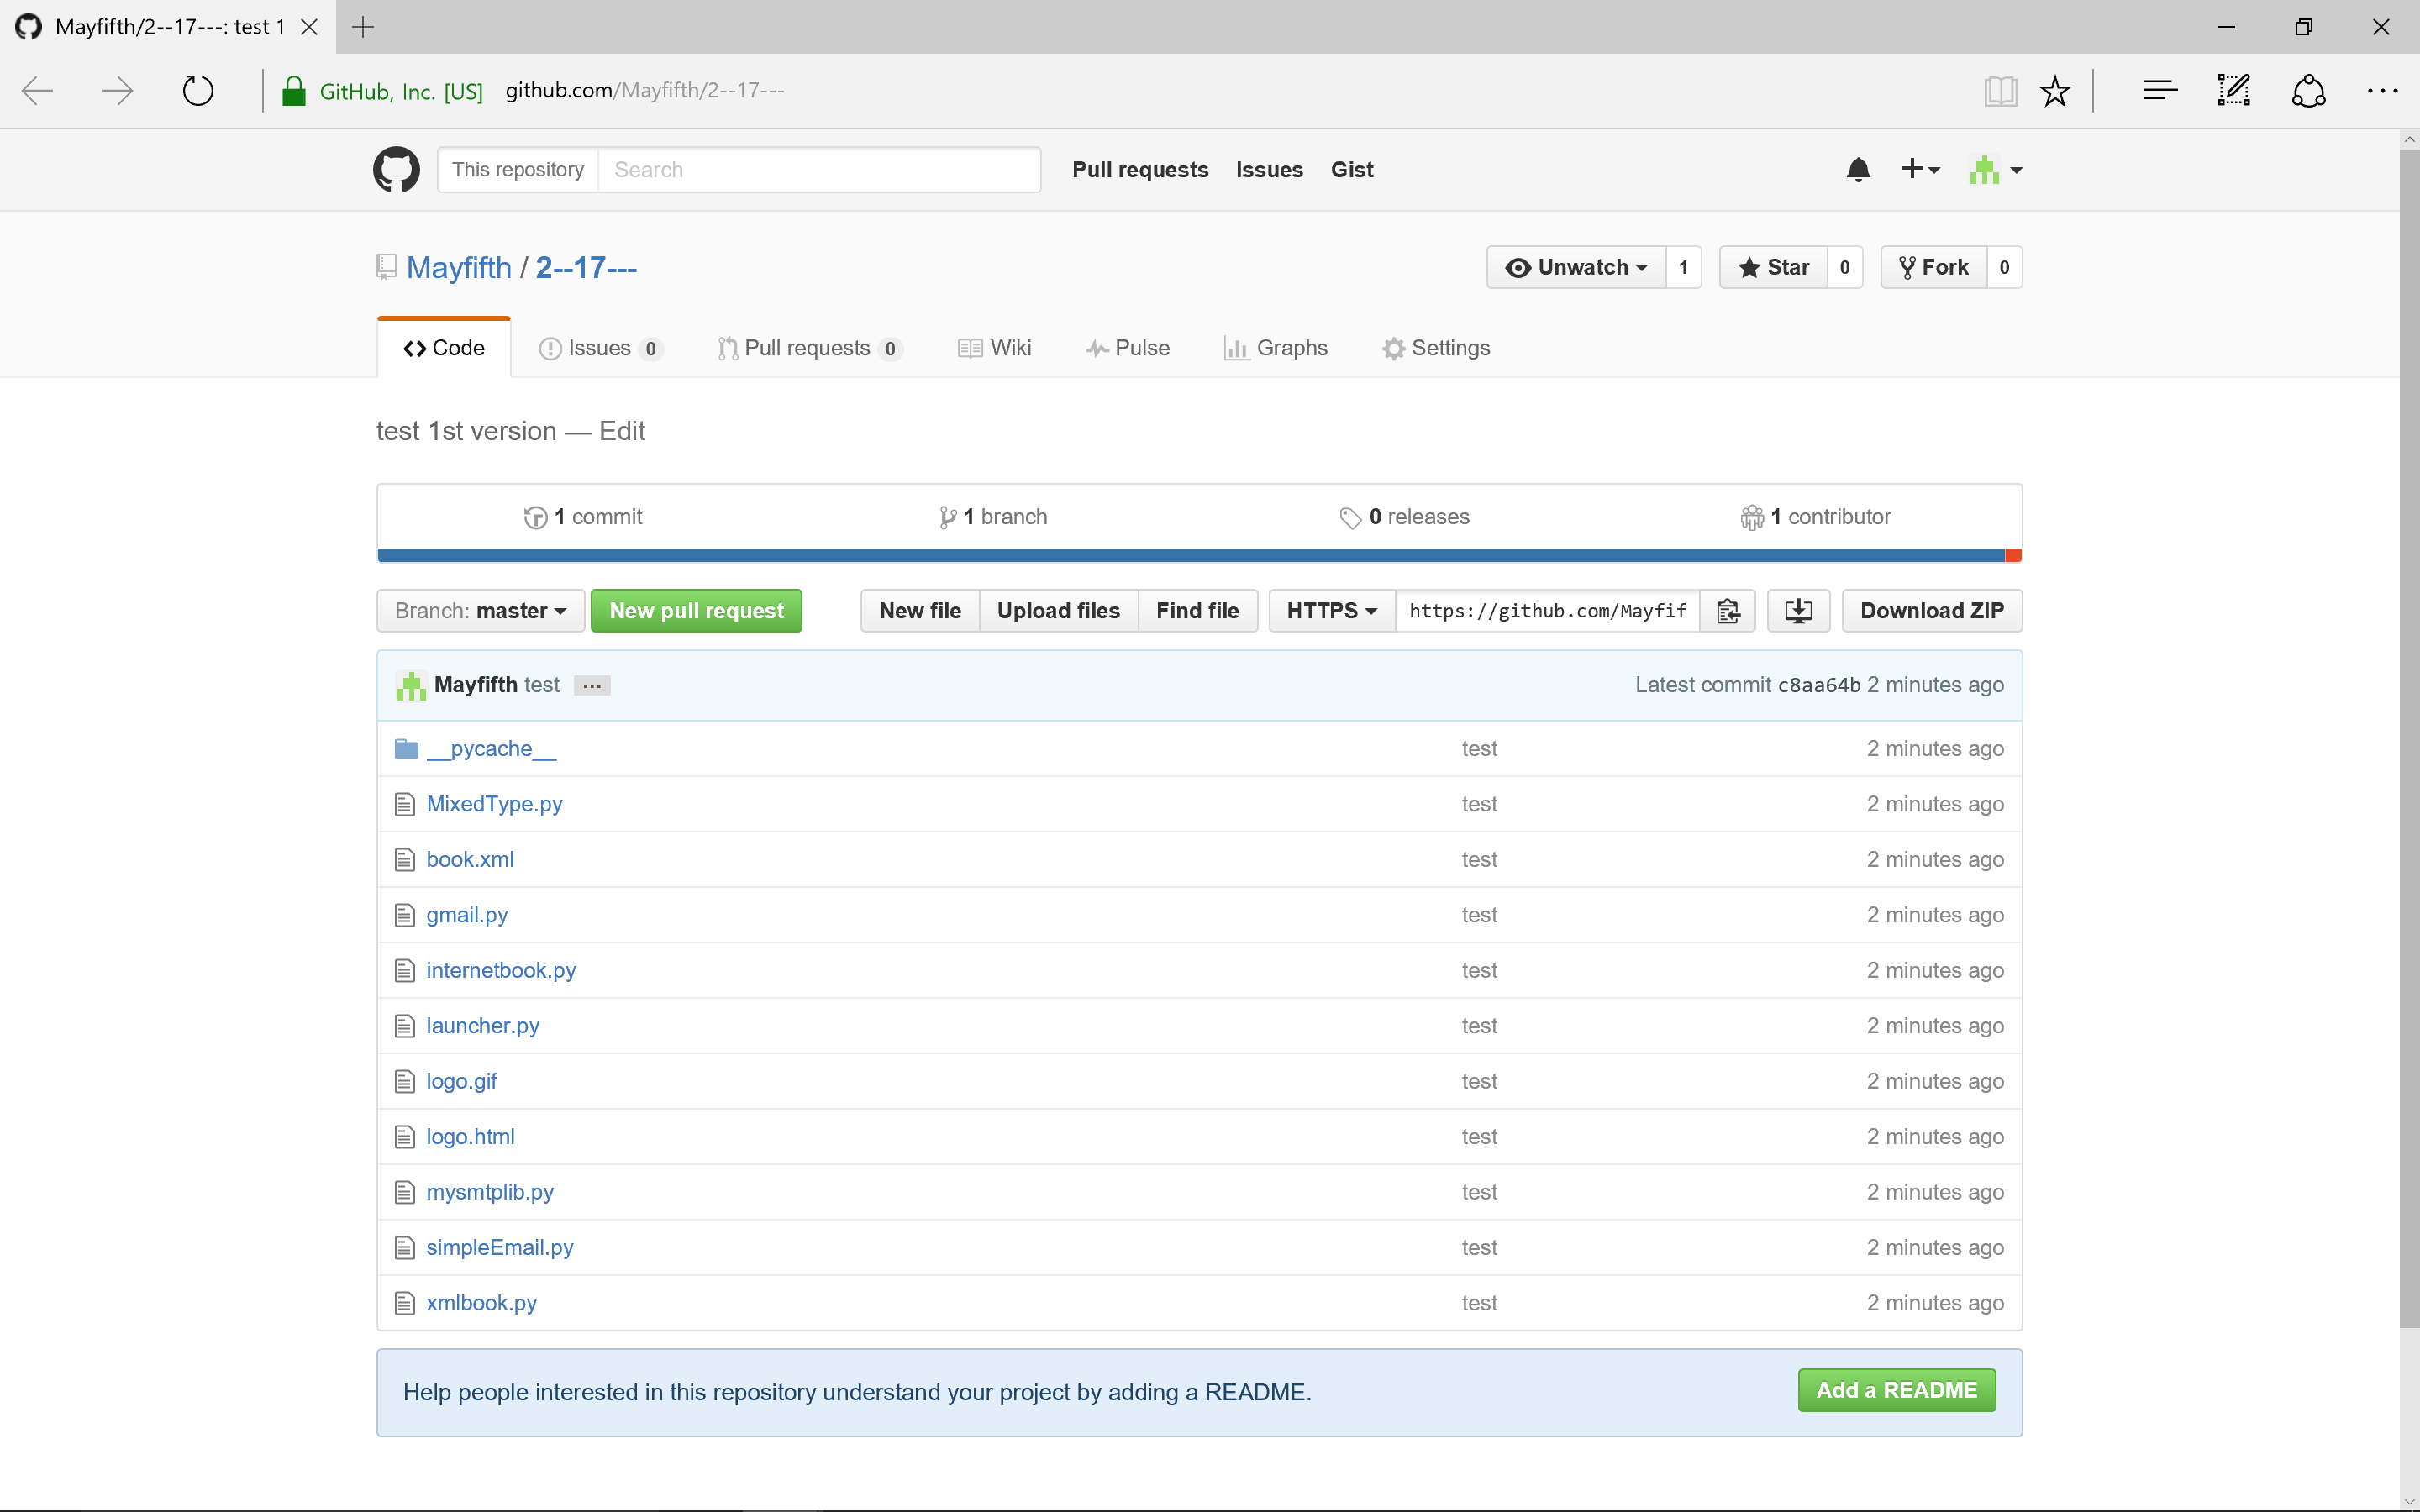 Mayfifth/2--17---: test 1
GitHub, Inc. [US] github.com/Mayfifth/2--17---
This repository Search Pull requests Issues Gist
Mayfifth / 2--17--- Unwatch 1 Star 0 Fork 0
Code Issues 0 Pull requests 0 Wiki Pulse Graphs Settings
test 1st version — Edit
1 commit 1 branch 0 releases 1 contributor
Branch: master New pull request New file Upload files Find file HTTPS https://github.com/Mayfif Download ZIP
Mayfifth test … Latest commit c8aa64b 2 minutes ago
__pycache__ test 2 minutes ago
MixedType.py test 2 minutes ago
book.xml test 2 minutes ago
gmail.py test 2 minutes ago
internetbook.py test 2 minutes ago
launcher.py test 2 minutes ago
logo.gif test 2 minutes ago
logo.html test 2 minutes ago
mysmtplib.py test 2 minutes ago
simpleEmail.py test 2 minutes ago
xmlbook.py test 2 minutes ago
Help people interested in this repository understand your project by adding a README. Add a README